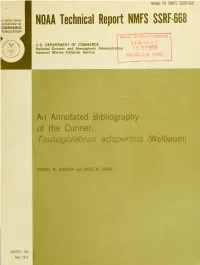 NOAA TR NMFS SSRF-668
A UNITED STATES
DEPARTMENT OF
COMMERCE
PUBLICATION
NOAA Technical Report NMFS SSRF-668
U.S. DEPARTMENT OF COMMERCE
National Oceanic and Atmospheric Administration
National Marine Fisheries Service
An Annotated Bibliography
of the Cunner,
Tautogolabrus adspersus (Walbaum)
FREDRIC M. SERCHUK and DAVID W. FRAME
SEATTLE, WA
May 1973